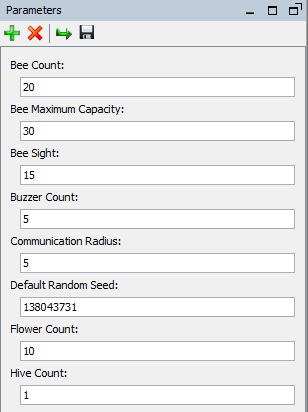 Parameters
Bee Count:
20
Bee Maximum Capacity:
30
Bee Sight:
15
Buzzer Count:
5
Communication Radius:
5
Default Random Seed:
138043731
Flower Count:
10
Hive Count:
1